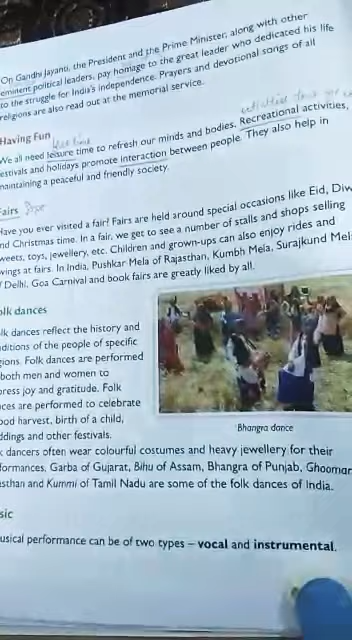 On Gandhi Jayanti, the President and the Prime Minister, along with other
eminent political leaders, pay homage to the great leader who dedicated his life
to the struggle for India's independence. Prayers and devotional songs of all
religions are also read out at the memorial service.
Having Fun
We all need leisure time to refresh our minds and bodies. Recreational activities,
estivals and holidays promote interaction between people. They also help in
maintaining a peaceful and friendly society.
Fairs
Have you ever visited a fair? Fairs are held around special occasions like Eid, Diw
nd Christmas time. In a fair, we get to see a number of stalls and shops selling
weets, toys, jewellery, etc. Children and grown-ups can also enjoy rides and
wings at fairs. In India, Pushkar Mela of Rajasthan, Kumbh Mela, Surajkund Mel
f Delhi, Goa Carnival and book fairs are greatly liked by all.
olk dances
lk dances reflect the history and
ditions of the people of specific
gions. Folk dances are performed
both men and women to
press joy and gratitude. Folk
ces are performed to celebrate
ood harvest, birth of a child,
ddings and other festivals.
Bhangra dance
k dancers often wear colourful costumes and heavy jewellery for their
formances. Garba of Gujarat, Bihu of Assam, Bhangra of Punjab, Ghoomar
asthan and Kummi of Tamil Nadu are some of the folk dances of India.
sic
usical performance can be of two types – vocal and instrumental.